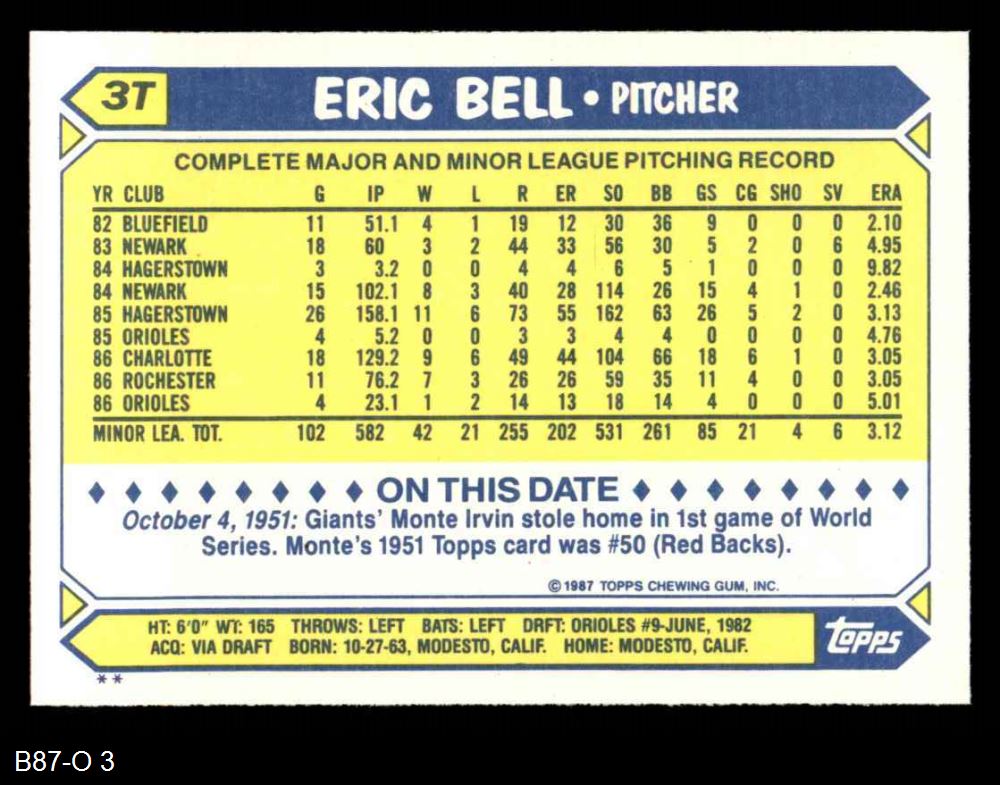 3T ERIC BELL • PITCHER
COMPLETE MAJOR AND MINOR LEAGUE PITCHING RECORD
YR CLUB G IP W L R ER SO BB GS CG SHO SV ERA
82 BLUEFIELD 11 51.1 4 1 19 12 30 36 9 0 0 0 2.10
83 NEWARK 18 60 3 2 44 33 56 30 5 2 0 6 4.95
84 HAGERSTOWN 3 3.2 0 0 4 4 6 5 1 0 0 0 9.82
84 NEWARK 15 102.1 8 3 40 28 114 26 15 4 1 0 2.46
85 HAGERSTOWN 26 158.1 11 6 73 55 162 63 26 5 2 0 3.13
85 ORIOLES 4 5.2 0 0 3 3 4 4 0 0 0 0 4.76
86 CHARLOTTE 18 129.2 9 6 49 44 104 66 18 6 1 0 3.05
86 ROCHESTER 11 76.2 7 3 26 26 59 35 11 4 0 0 3.05
86 ORIOLES 4 23.1 1 2 14 13 18 14 4 0 0 0 5.01
MINOR LEA. TOT. 102 582 42 21 255 202 531 261 85 21 4 6 3.12
ON THIS DATE
October 4, 1951: Giants' Monte Irvin stole home in 1st game of World
Series. Monte's 1951 Topps card was #50 (Red Backs).
© 1987 TOPPS CHEWING GUM, INC.
HT: 6'0" WT: 165 THROWS: LEFT BATS: LEFT DRFT: ORIOLES #9-JUNE, 1982
ACQ: VIA DRAFT BORN: 10-27-63, MODESTO, CALIF. HOME: MODESTO, CALIF.
topps
**
B87-O 3